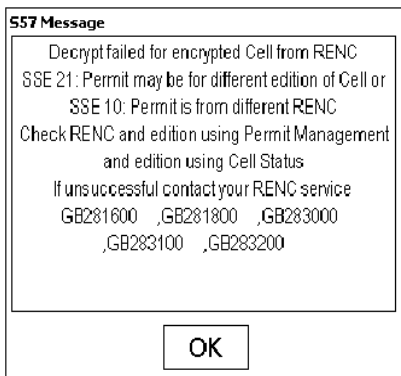 S57 Message
Decrypt failed for encrypted Cell from RENC
SSE 21: Permit may be for different edition of Cell or
SSE 10: Permit is from different RENC
Check RENC and edition using Permit Management
and edition using Cell Status
If unsuccessful contact your RENC service
GB281600 ,GB281800 ,GB283000
,GB283100 ,GB283200
OK